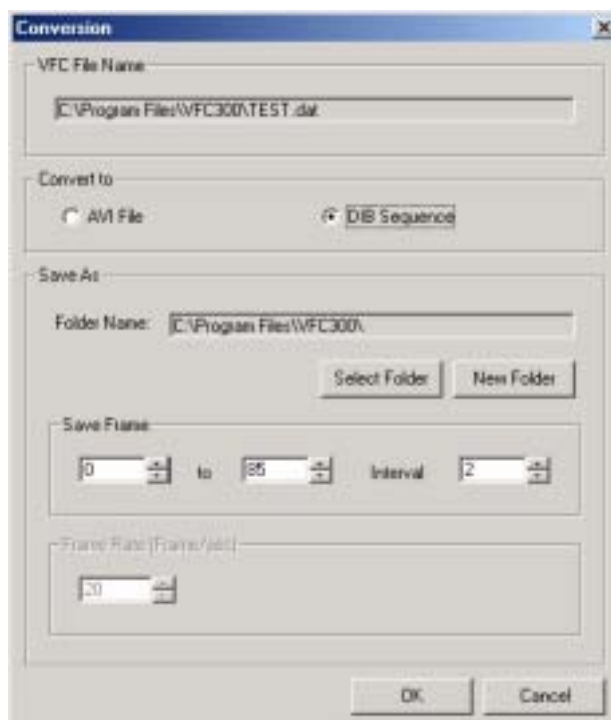 Conversion
VFC File Name
C:\Program Files\VFC300\TEST.dat
Convert to
AVI File DIB Sequence
Save As
Folder Name: C:\Program Files\VFC300\
Select Folder New Folder
Save Frame
0 to 85 Interval 2
Frame Rate (Frame/sec)
20
OK Cancel